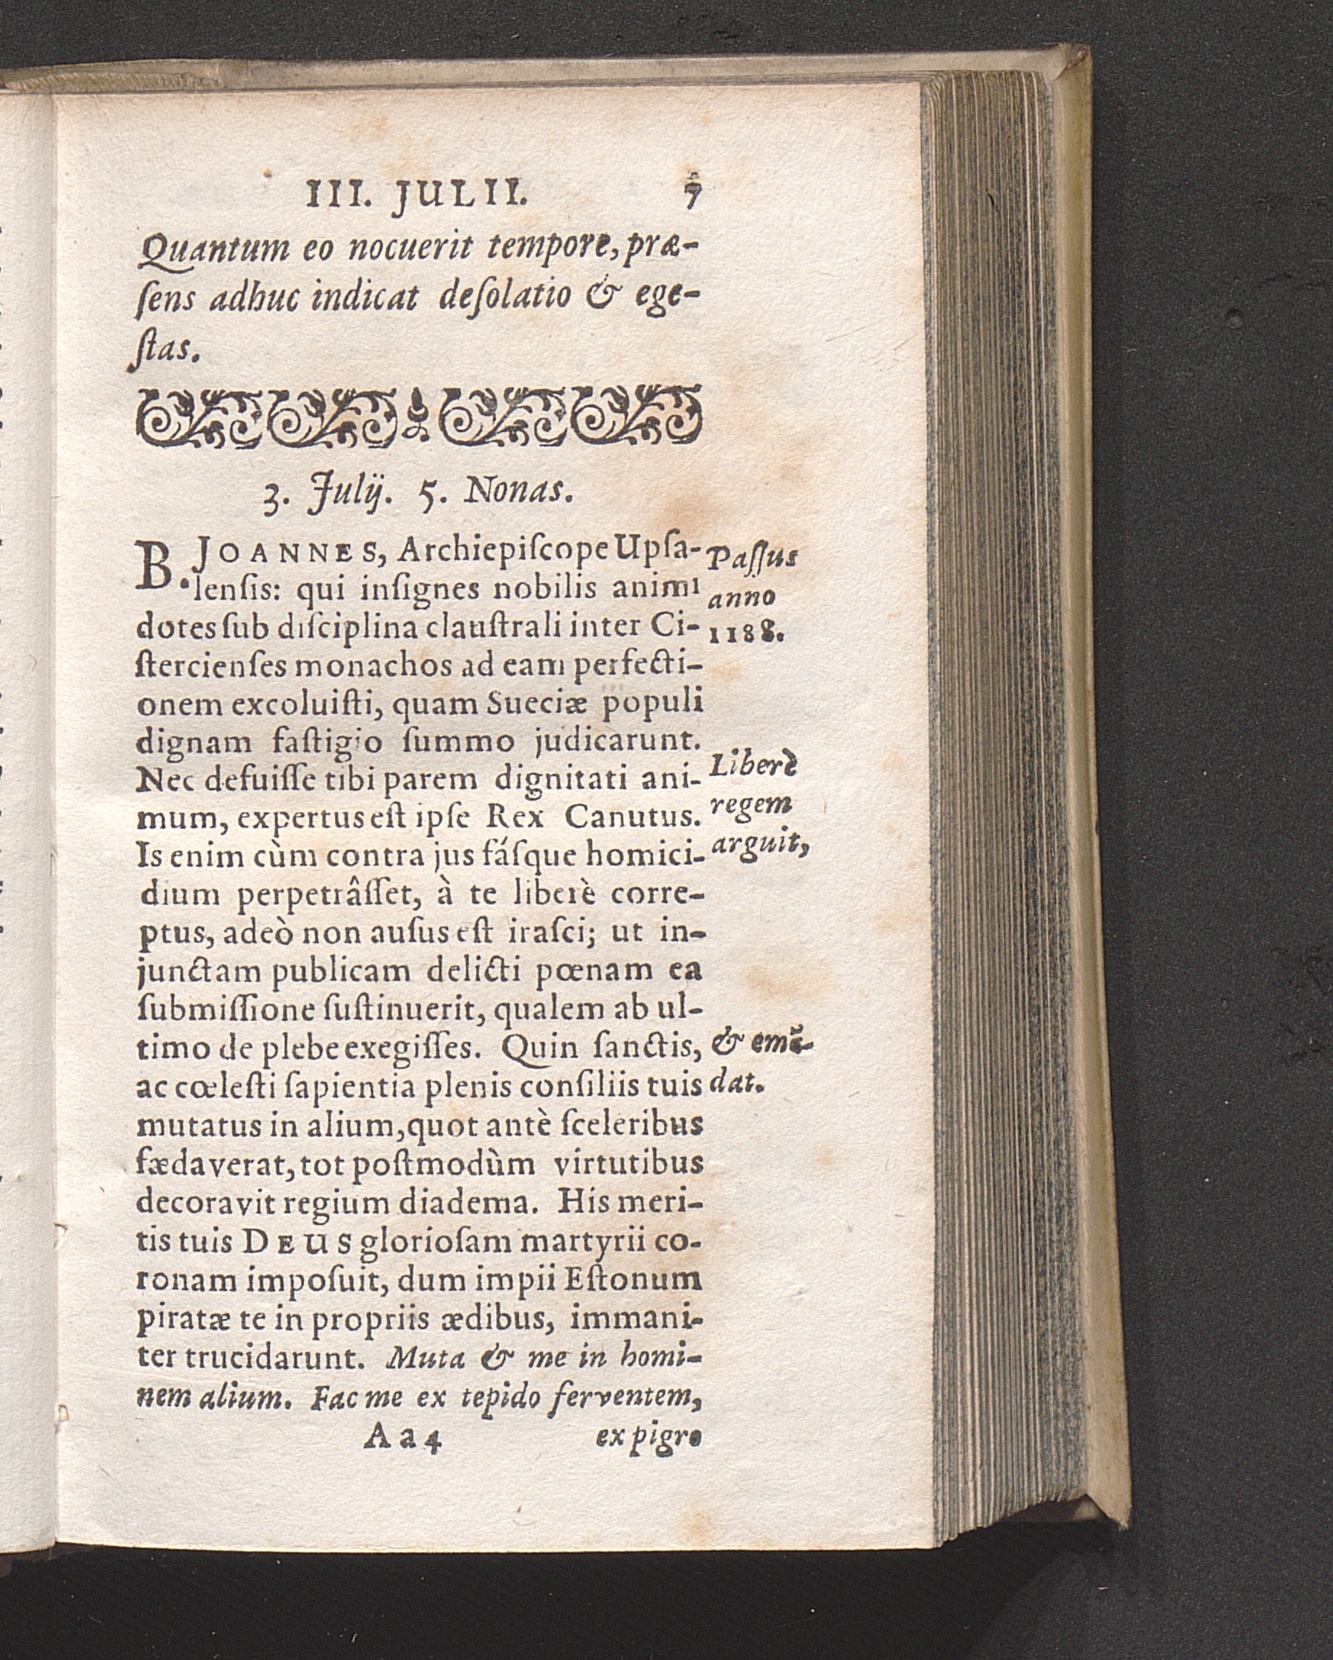 III. JULII. 7
Quantum eo nocuerit tempore, præ-
ſens adhuc indicat deſolatio & ege-
ſtas.
3. Julij. 5. Nonas.
B. JOANNES, Archiepiſcope Upſa-
lenſis: qui inſignes nobilis animi
dotes ſub diſciplina clauſtrali inter Ci-
ſtercienſes monachos ad eam perfecti-
onem excoluiſti, quam Sueciæ populi
dignam faſtigio ſummo judicarunt.
Nec defuiſſe tibi parem dignitati ani-
mum, expertus eſt ipſe Rex Canutus.
Is enim cùm contra jus fáſque homici-
dium perpetrâſſet, à te liberè corre-
ptus, adeò non auſus eſt iraſci; ut in-
junctam publicam delicti pœnam ea
ſubmiſſione ſuſtinuerit, qualem ab ul-
timo de plebe exegiſſes. Quin ſanctis,
ac cœleſti ſapientia plenis conſiliis tuis
mutatus in alium, quot antè ſceleribus
fædaverat, tot poſtmodùm virtutibus
decoravit regium diadema. His meri-
tis tuis DEUS glorioſam martyrii co-
ronam impoſuit, dum impii Eſtonum
piratæ te in propriis ædibus, immani-
ter trucidarunt. Muta & me in homi-
nem alium. Fac me ex tepido ferventem,
Aa4 ex pigro
Paſſus
anno
1188.
Liberè
regem
arguit,
& emẽ-
dat.